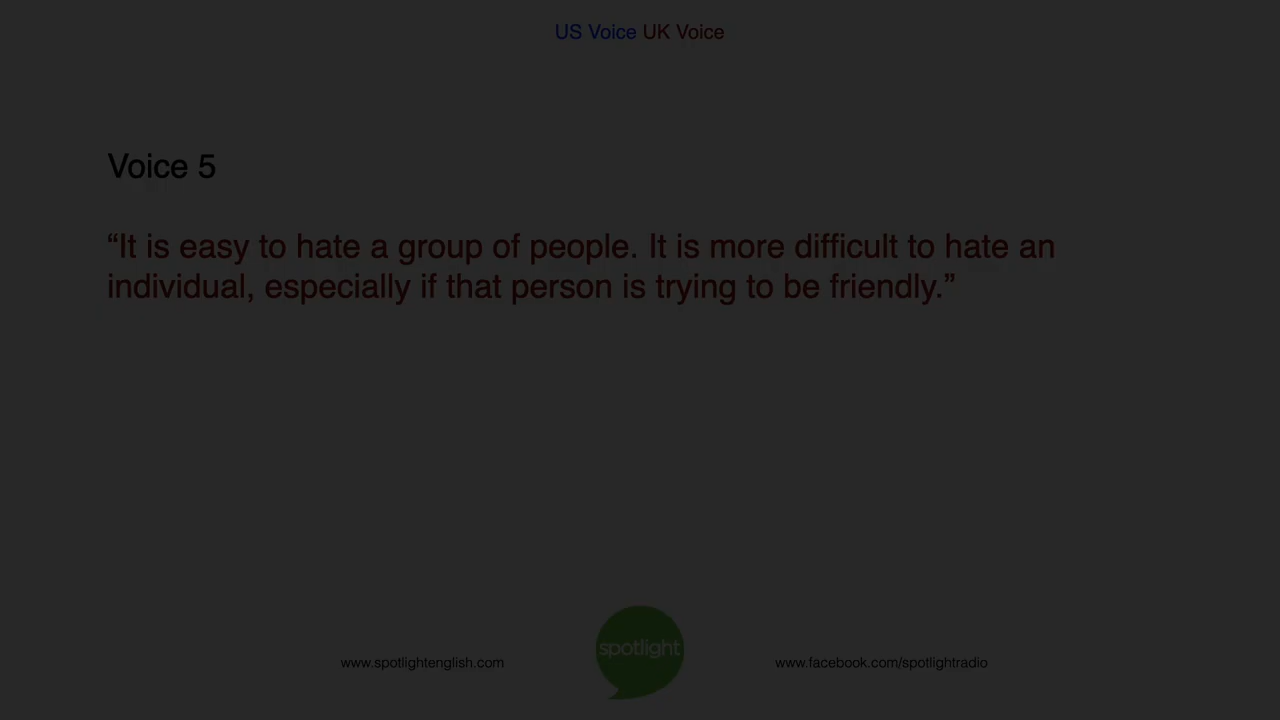 US Voice UK Voice
Voice 5
“It is easy to hate a group of people. It is more difficult to hate an
individual, especially if that person is trying to be friendly.”
spotlight
www.spotlightenglish.com
www.facebook.com/spotlightradio